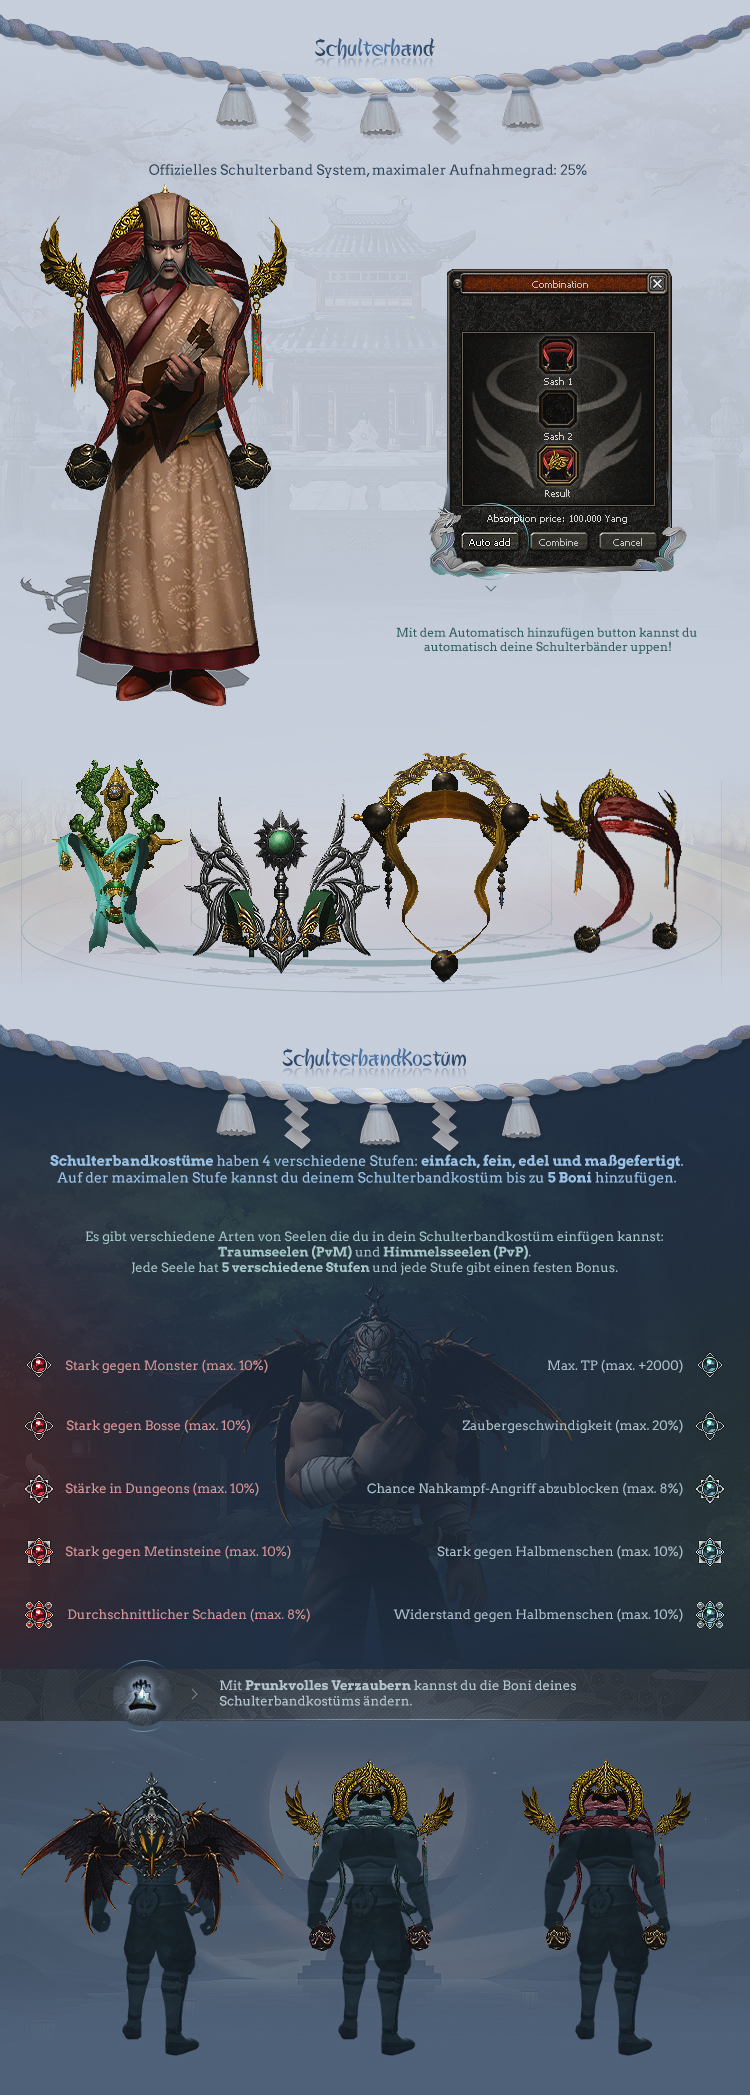 Schulterband
Offizielles Schulterband System, maximaler Aufnahmegrad: 25%
Combination
Sash 1
Sash 2
Result
Absorption price: 100.000 Yang
Auto add
Combine
Cancel
Mit dem Automatisch hinzufügen button kannst du
automatisch deine Schulterbänder uppen!
Schulterbandkostüm
Schulterbandkostüme haben 4 verschiedene Stufen: einfach, fein, edel und maßgefertigt.
Auf der maximalen Stufe kannst du deinem Schulterbandkostüm bis zu 5 Boni hinzufügen.
Es gibt verschiedene Arten von Seelen die du in dein Schulterbandkostüm einfügen kannst:
Traumseelen (PvM) und Himmelsseelen (PvP).
Jede Seele hat 5 verschiedene Stufen und jede Stufe gibt einen festen Bonus.
Stark gegen Monster (max. 10%)
Max. TP (max. +2000)
Stark gegen Bosse (max. 10%)
Zaubergeschwindigkeit (max. 20%)
Stärke in Dungeons (max. 10%)
Chance Nahkampf-Angriff abzublocken (max. 8%)
Stark gegen Metinsteine (max. 10%)
Stark gegen Halbmenschen (max. 10%)
Durchschnittlicher Schaden (max. 8%)
Widerstand gegen Halbmenschen (max. 10%)
Mit Prunkvolles Verzaubern kannst du die Boni deines
Schulterbandkostüms ändern.